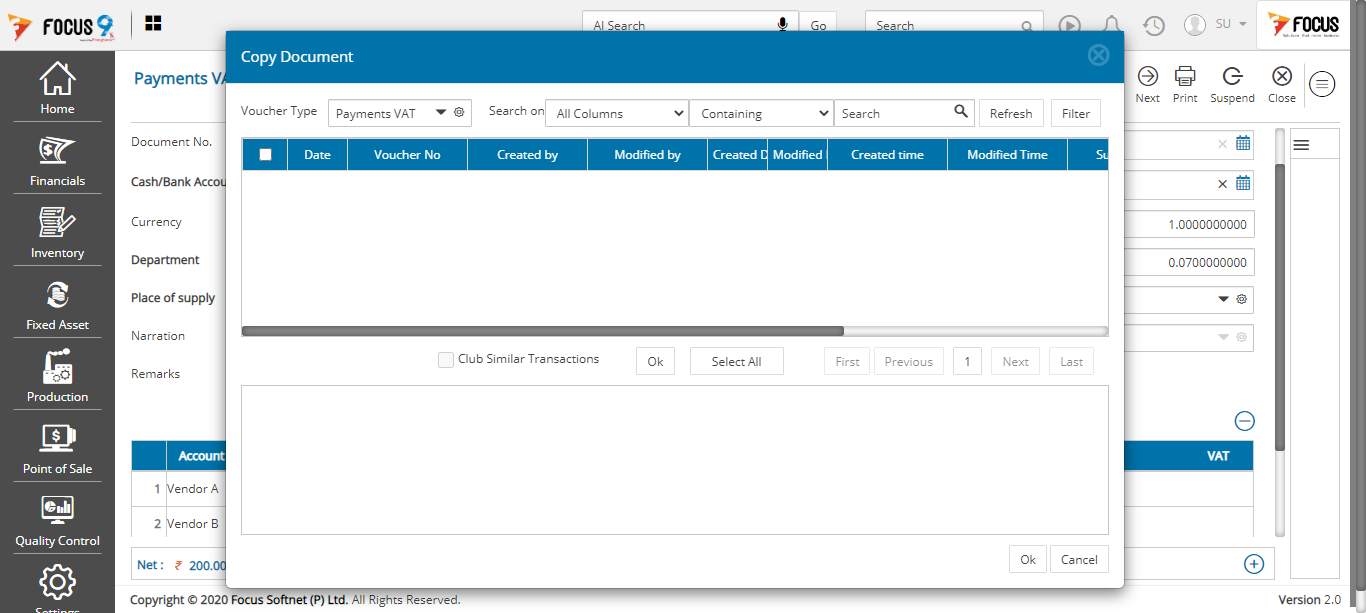 FOCUS 9
AI Search
Go
Search
SU
FOCUS
Home
Financials
Inventory
Fixed Asset
Production
Point of Sale
Quality Control
Settings
Payments VA
Next
Print
Suspend
Close
Document No.
Cash/Bank Accou
Currency
1.0000000000
Department
0.0700000000
Place of supply
Narration
Remarks
Account
VAT
1 Vendor A
2 Vendor B
Net : ₹ 200.00
Copy Document
Voucher Type
Payments VAT
Search on
All Columns
Containing
Search
Refresh
Filter
Date
Voucher No
Created by
Modified by
Created D
Modified
Created time
Modified Time
Su
Club Similar Transactions
Ok
Select All
First
Previous
1
Next
Last
Ok
Cancel
Copyright © 2020 Focus Softnet (P) Ltd. All Rights Reserved.
Version 2.0